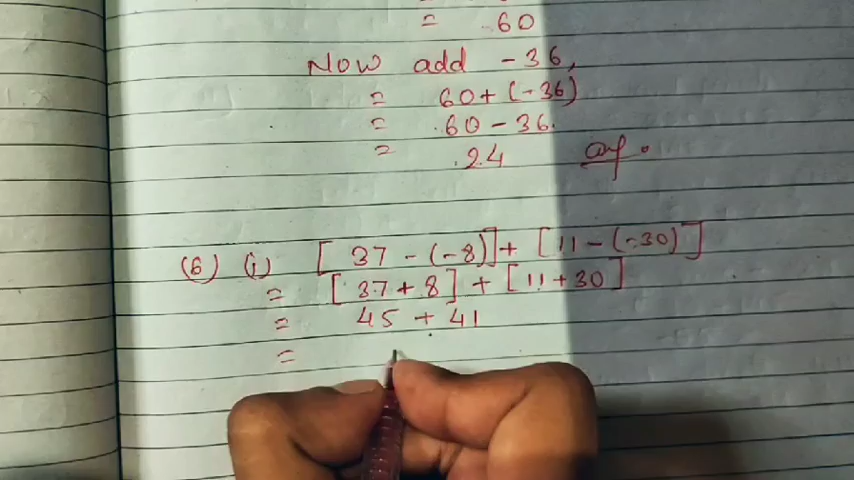 = 60
Now add -36,
= 60+(-36)
= 60-36.
= 24 ans.
(6) (i) [37-(-8)]+[11-(-30)]
= [37+8]+[11+30]
= 45+41
=